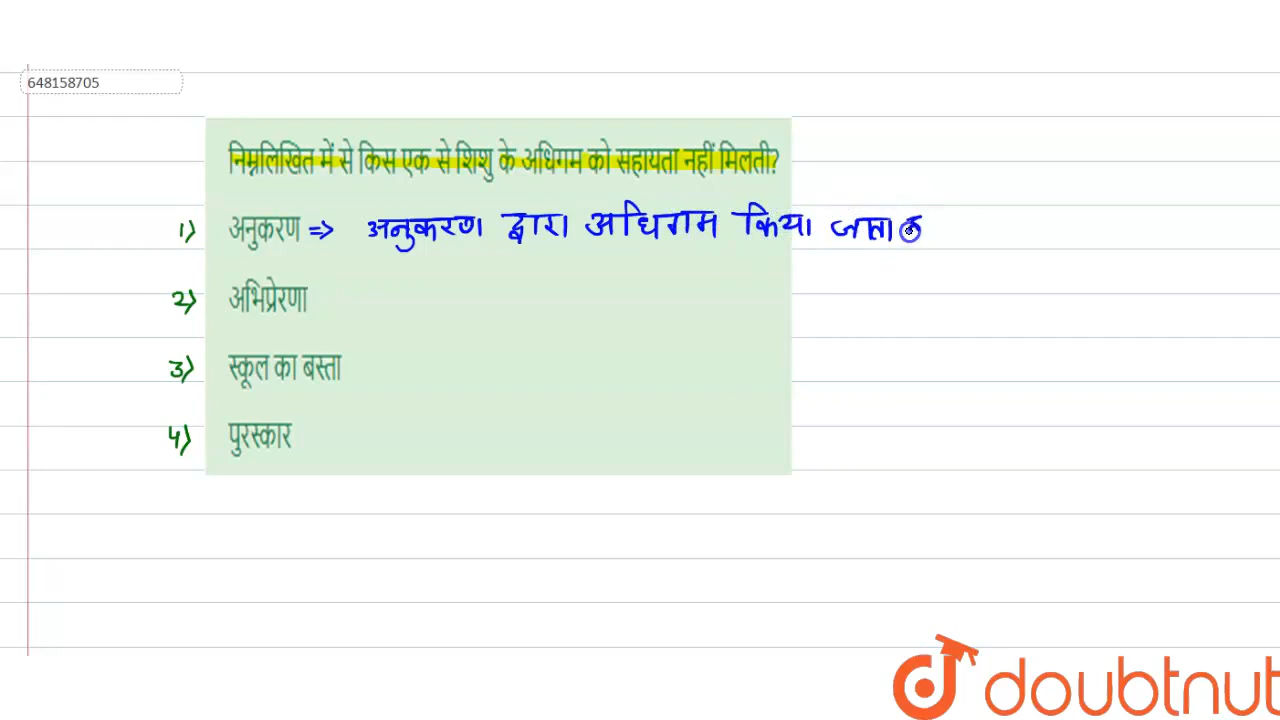 648158705
निम्नलिखित में से किस एक से शिशु के अधिगम को सहायता नहीं मिलती?
1) अनुकरण => अनुकरण द्वारा अधिगम किया जाता
2) अभिप्रेरणा
3) स्कूल का बस्ता
4) पुरस्कार
doubtnut